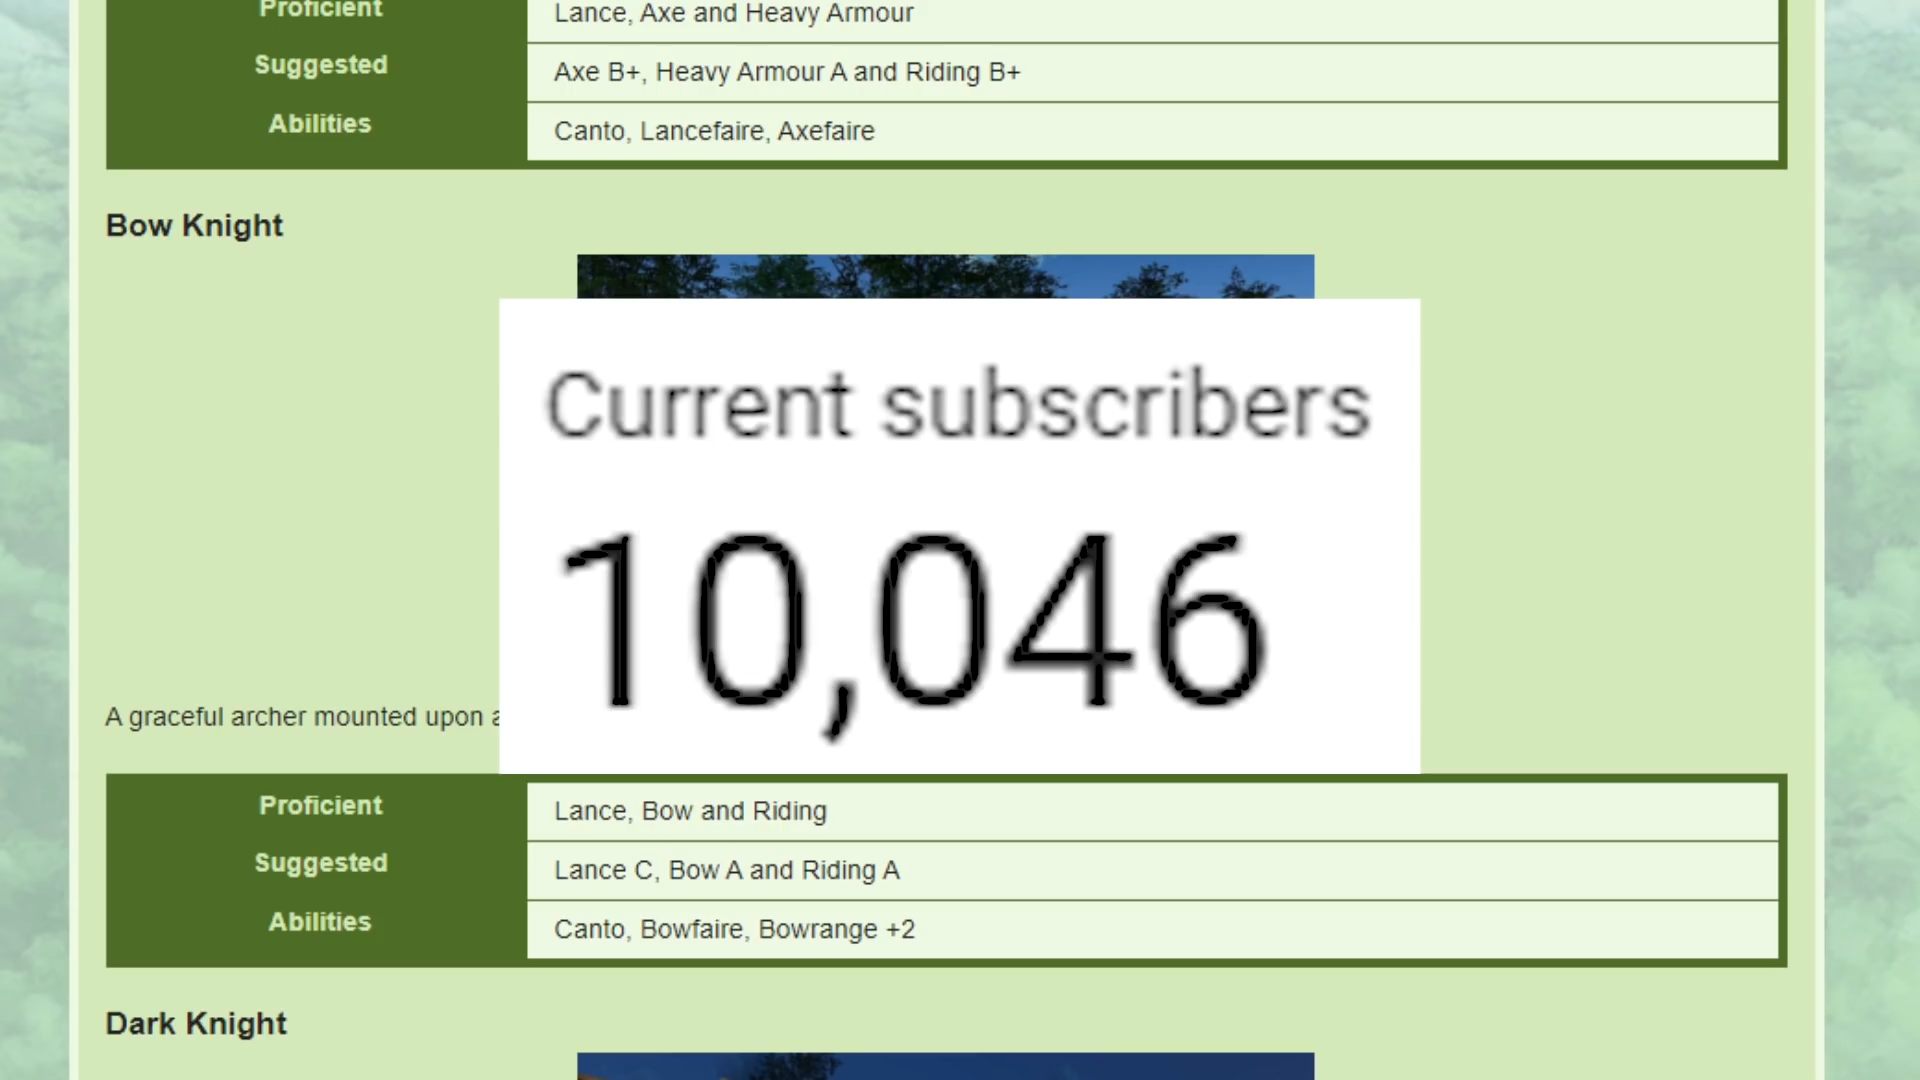 Proficient
Lance, Axe and Heavy Armour
Suggested
Axe B+, Heavy Armour A and Riding B+
Abilities
Canto, Lancefaire, Axefaire
Bow Knight
Current subscribers
10,046
A graceful archer mounted upon
Proficient
Lance, Bow and Riding
Suggested
Lance C, Bow A and Riding A
Abilities
Canto, Bowfaire, Bowrange +2
Dark Knight